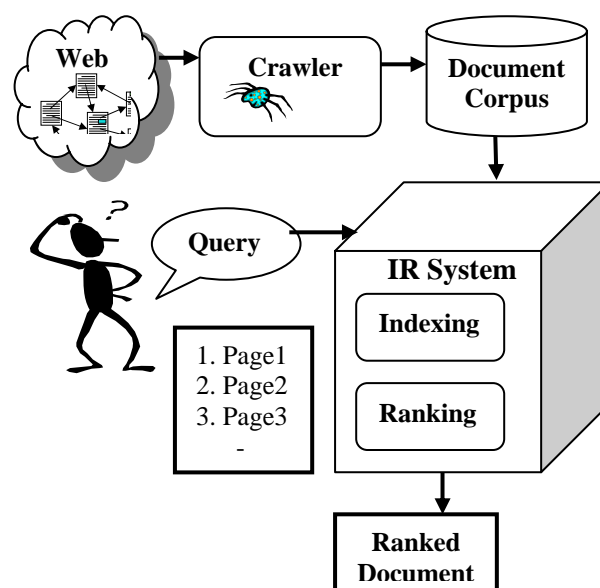 Web
Crawler
Document
Corpus
?
Query
IR System
Indexing
Ranking
1. Page1
2. Page2
3. Page3
-
Ranked
Document